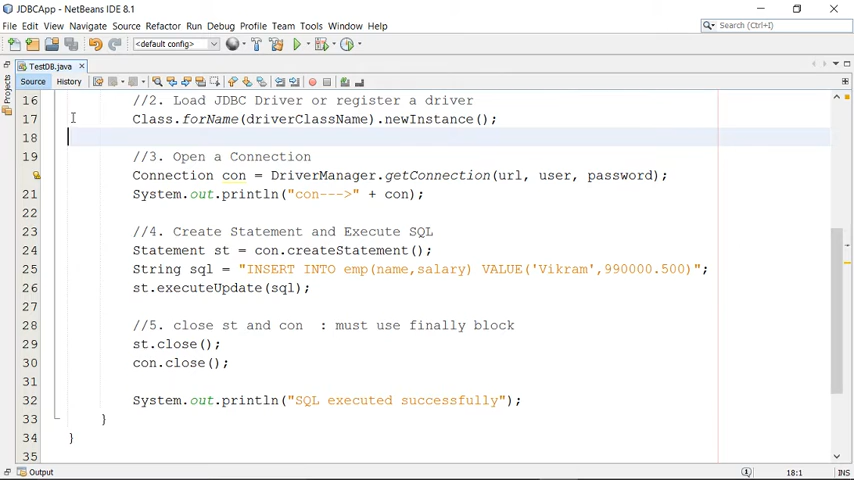 JDBCApp - NetBeans IDE 8.1
File Edit View Navigate Source Refactor Run Debug Profile Team Tools Window Help
Search (Ctrl+I)
<default config>
TestDB.java
Source History
Projects
16 //2. Load JDBC Driver or register a driver
17 Class.forName(driverClassName).newInstance();
18
19 //3. Open a Connection
Connection con = DriverManager.getConnection(url, user, password);
21 System.out.println("con--->" + con);
22
23 //4. Create Statement and Execute SQL
24 Statement st = con.createStatement();
25 String sql = "INSERT INTO emp(name,salary) VALUE('Vikram',990000.500)";
26 st.executeUpdate(sql);
27
28 //5. close st and con  : must use finally block
29 st.close();
30 con.close();
31
32 System.out.println("SQL executed successfully");
33 }
34 }
35
Output
18:1 INS